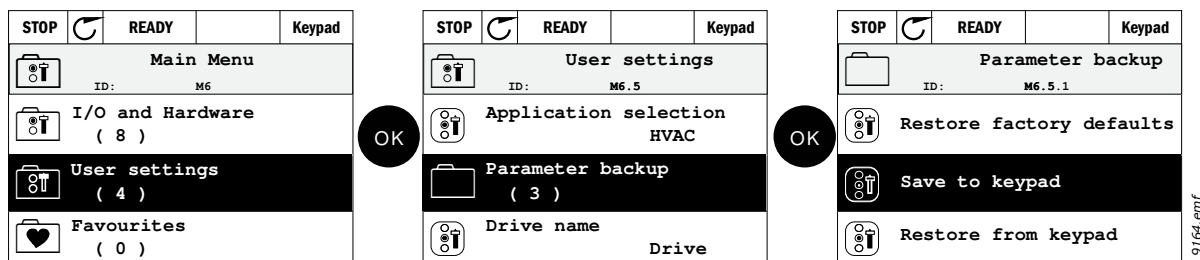 STOP READY Keypad
Main Menu
ID: M6
I/O and Hardware
( 8 )
User settings
( 4 )
Favourites
( 0 )
OK
STOP READY Keypad
User settings
ID: M6.5
Application selection
HVAC
Parameter backup
( 3 )
Drive name
Drive
OK
STOP READY Keypad
Parameter backup
ID: M6.5.1
Restore factory defaults
Save to keypad
Restore from keypad
9164.emf